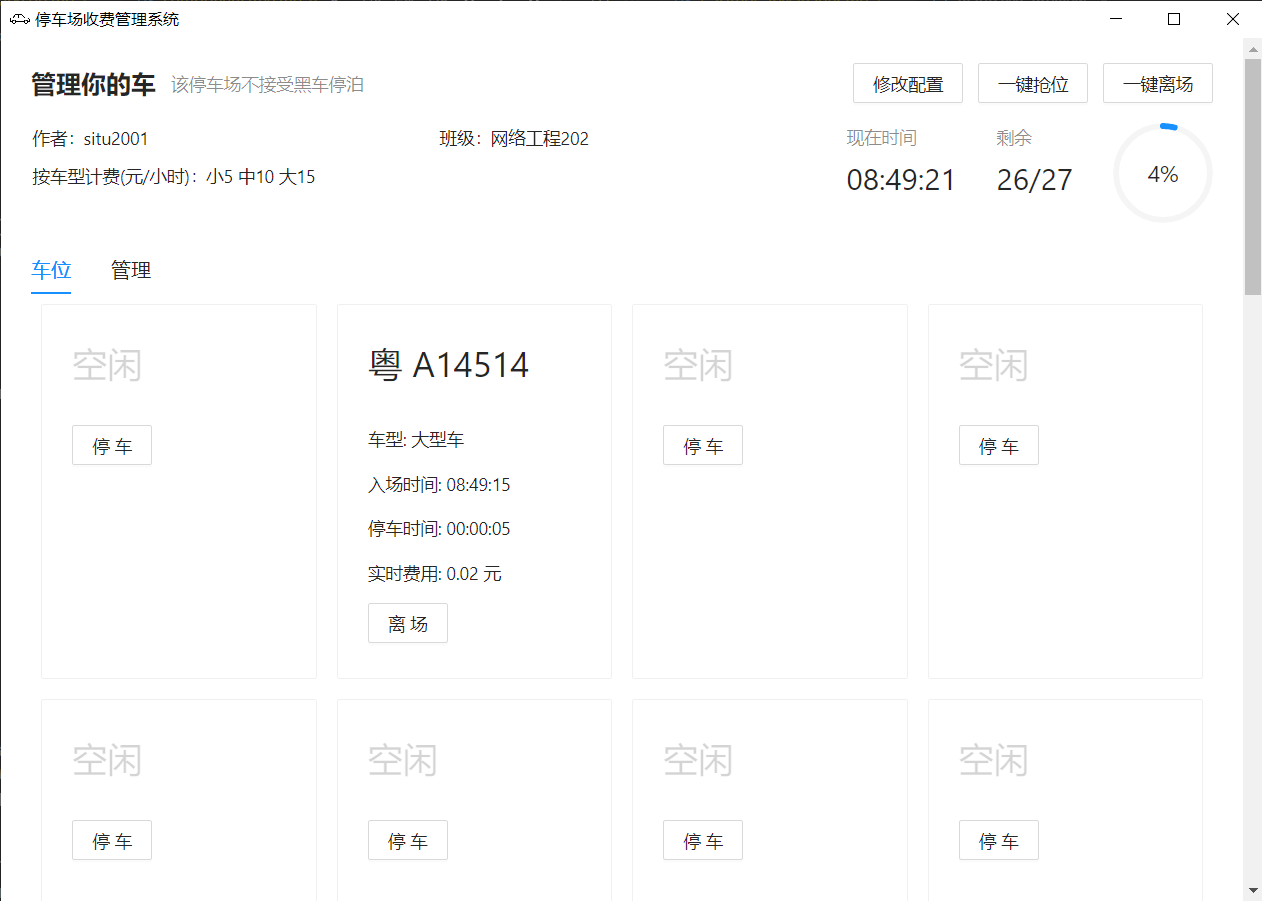 停车场收费管理系统
管理你的车 该停车场不接受黑车停泊 修改配置 一键抢位 一键离场
作者：situ2001 班级：网络工程202 现在时间 剩余
按车型计费(元/小时)：小5 中10 大15 08:49:21 26/27 4%
车位 管理
空闲 粤 A14514 空闲 空闲
停车 车型: 大型车 停车 停车
入场时间: 08:49:15
停车时间: 00:00:05
实时费用: 0.02 元
离场
空闲 空闲 空闲 空闲
停车 停车 停车 停车